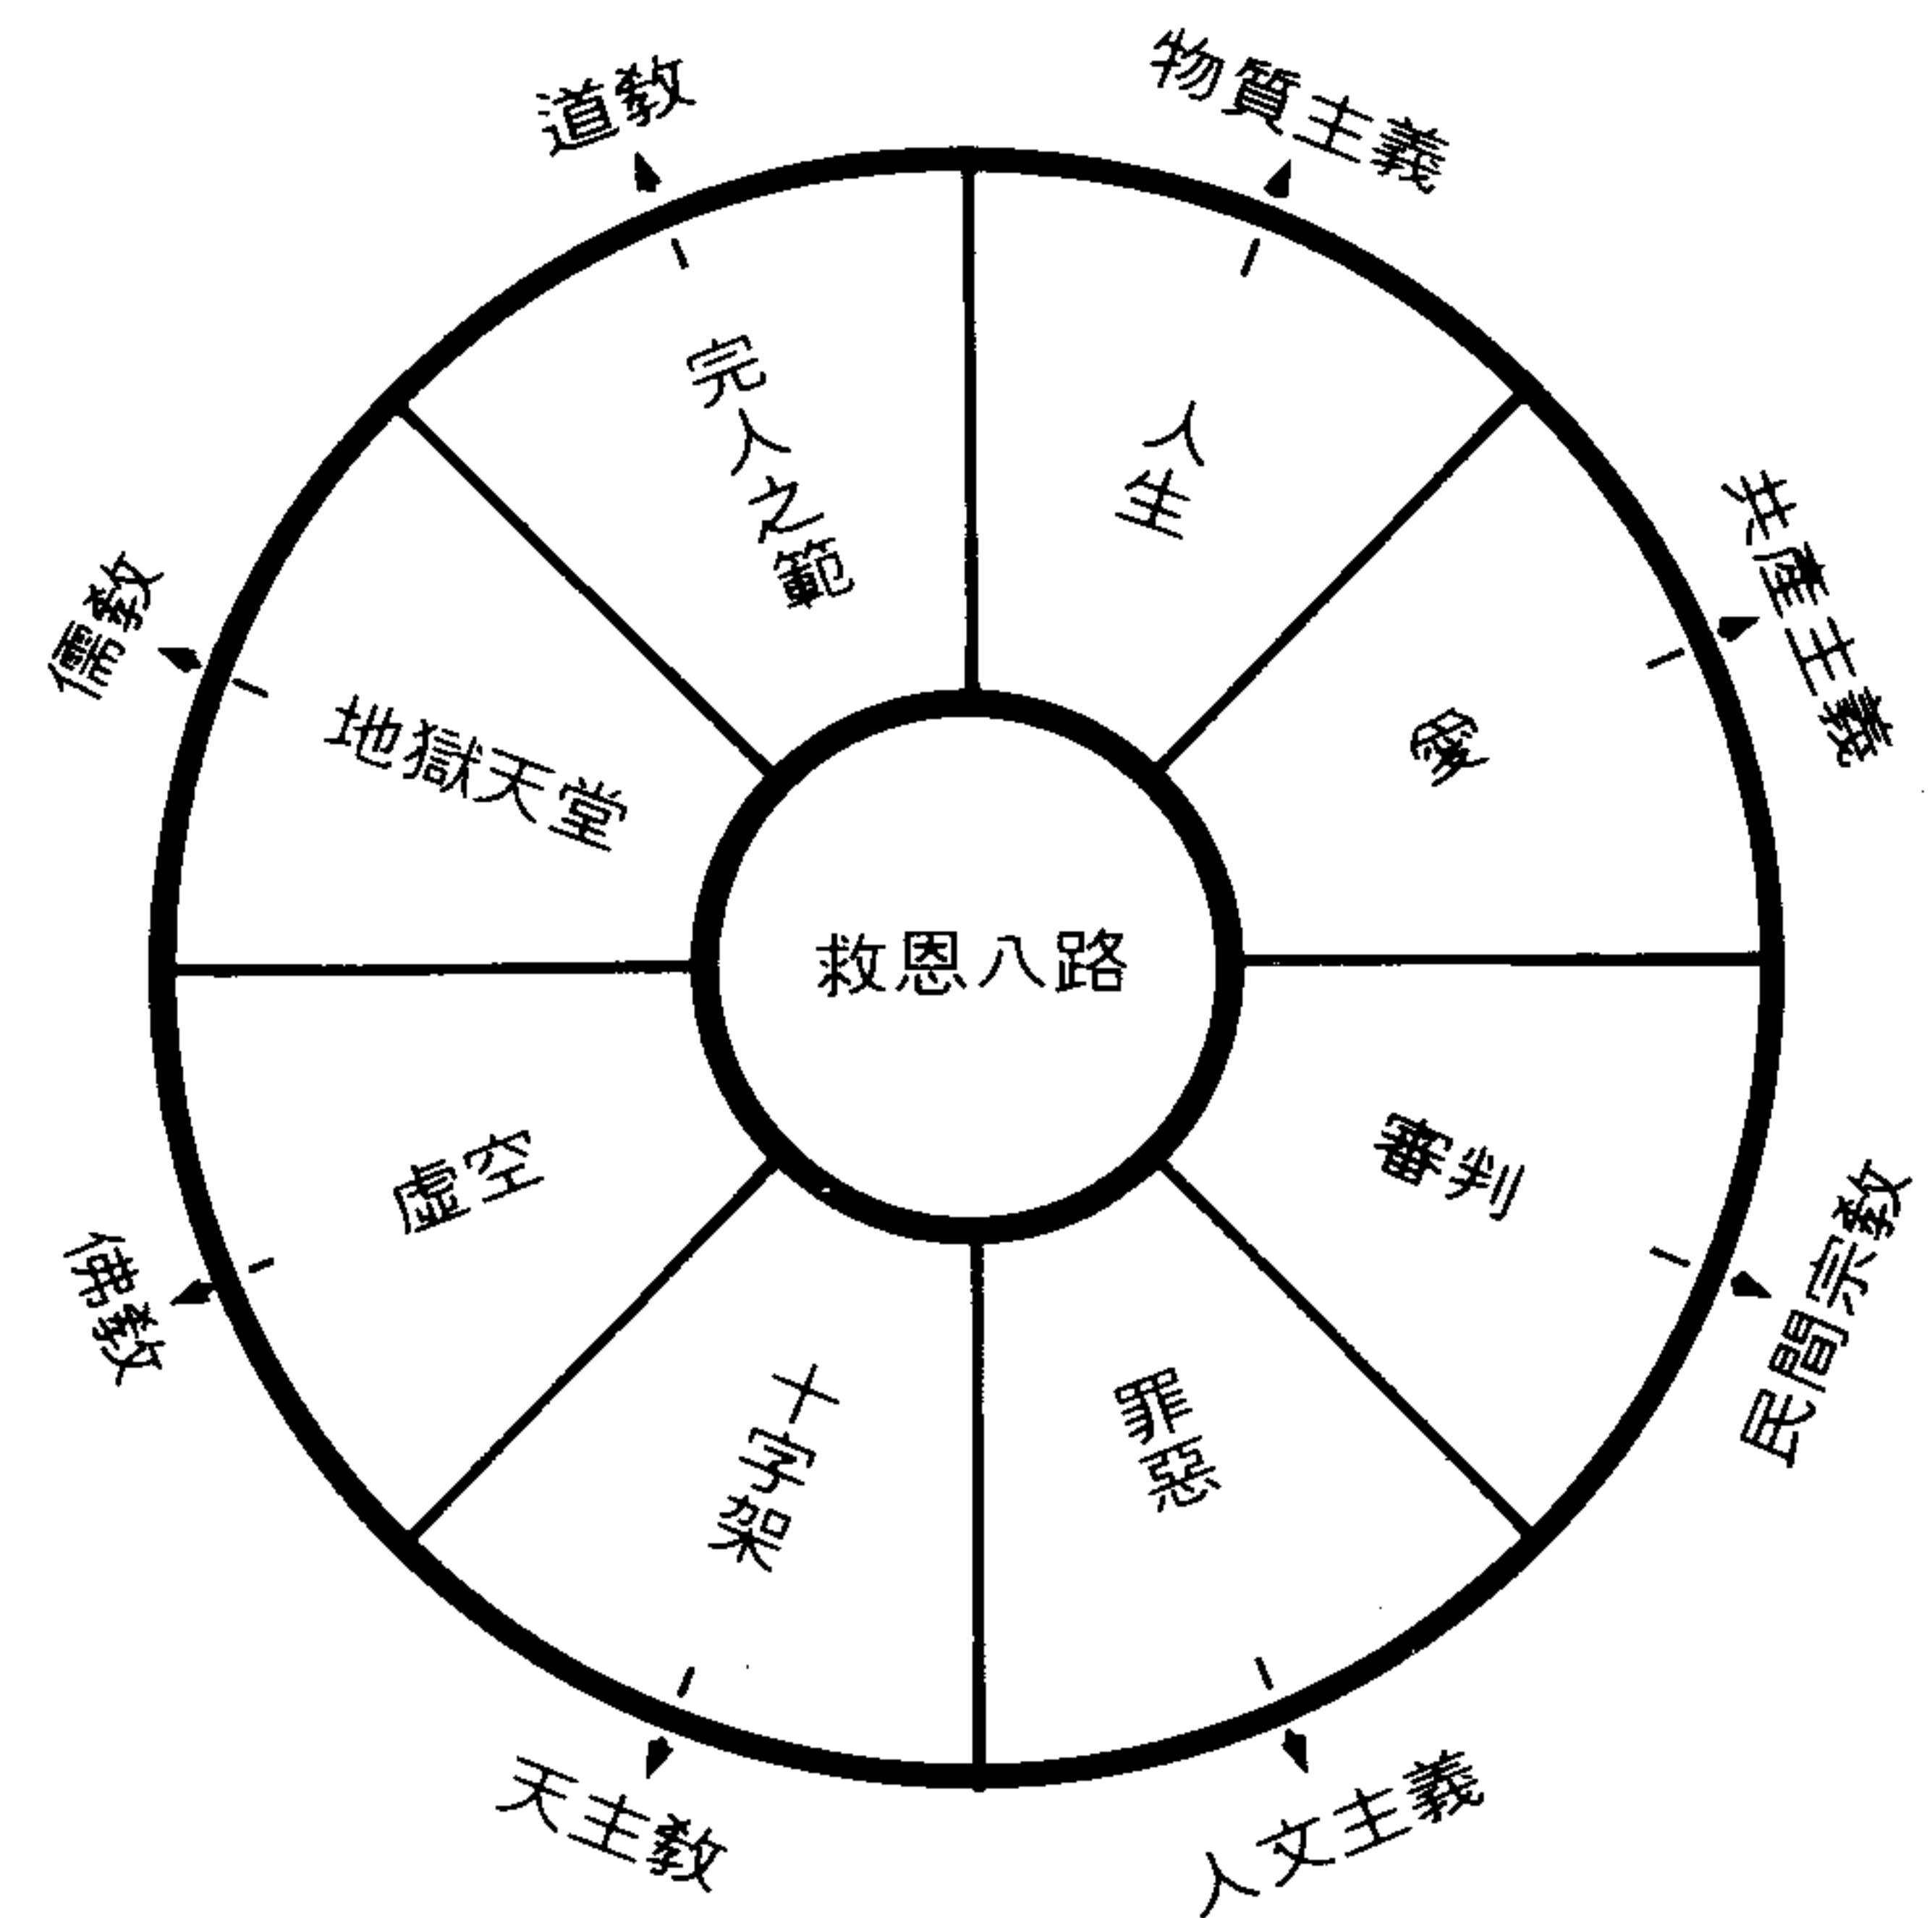 道教
物質主義
儒教
共產主義
佛教
民間宗教
天主教
人文主義
完人之範
人生
地獄天堂
愛
救恩八路
虛空
審判
十字架
罪惡